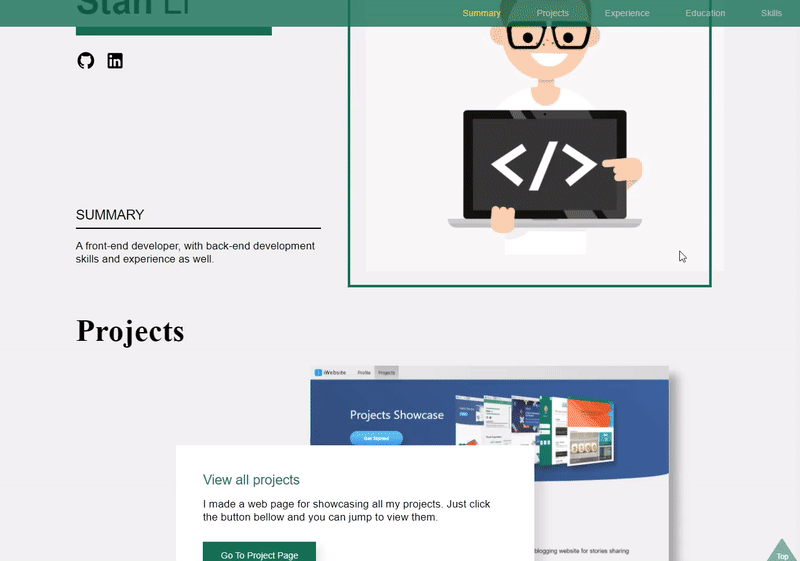 Stan Li
Summary Projects Experience Education Skills
</>
SUMMARY
A front-end developer, with back-end development
skills and experience as well.
Projects
iWebsite Profile Projects
Projects Showcase
Get Started
View all projects
I made a web page for showcasing all my projects. Just click
the button bellow and you can jump to view them.
blogging website for stories sharing
Go To Project Page
Top